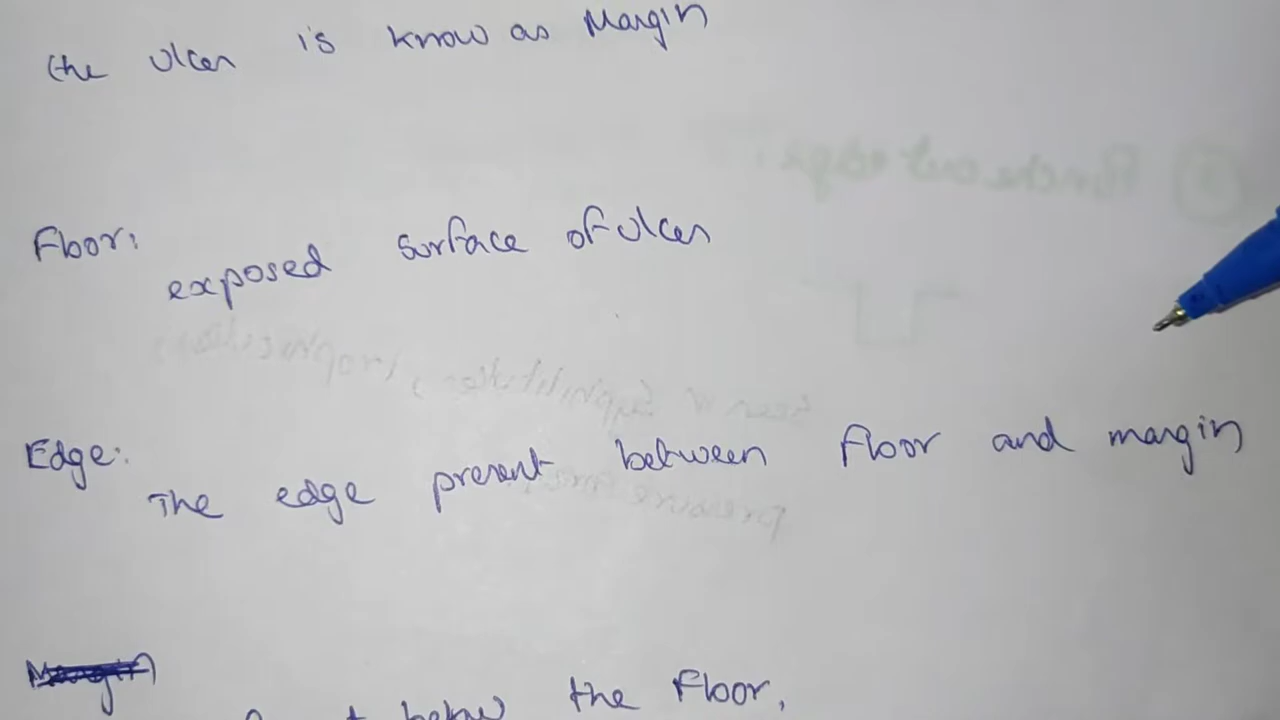 the ulcer is know as Margin
Floor:
exposed surface of ulcer
Edge:
The edge present between floor and margin
Margin
below the Floor,